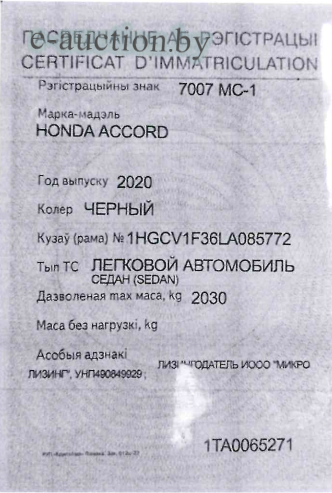 e-auction.by
ПАСВЕДЧАННЕ АБ РЭГІСТРАЦЫІ
CERTIFICAT D'IMMATRICULATION
Рэгістрацыйны знак 7007 МС-1
Марка-мадэль
HONDA ACCORD
Год выпуску 2020
Колер ЧЕРНЫЙ
Кузаў (рама) № 1HGCV1F36LA085772
Тып ТС ЛЕГКОВОЙ АВТОМОБИЛЬ
СЕДАН (SEDAN)
Дазволеная max маса, kg 2030
Маса без нагрузкі, kg
Асобыя адзнакі ЛИЗИНГОДАТЕЛЬ ИООО "МИКРО
ЛИЗИНГ", УНП490849929 ;
1TA0065271